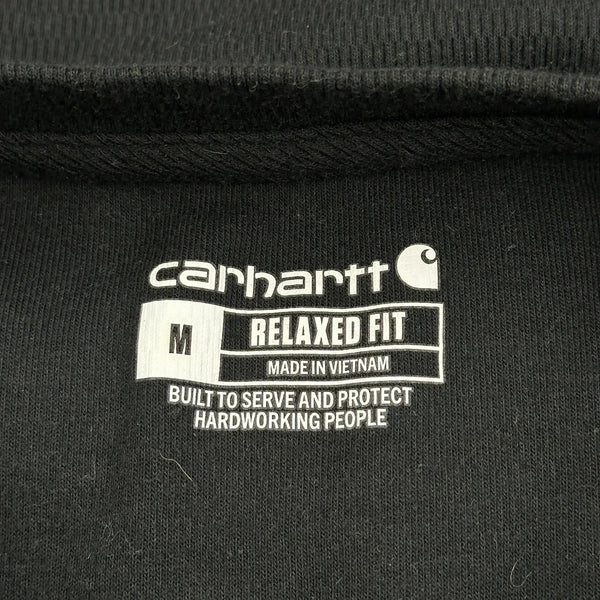 carhartt
M
RELAXED FIT
MADE IN VIETNAM
BUILT TO SERVE AND PROTECT
HARDWORKING PEOPLE